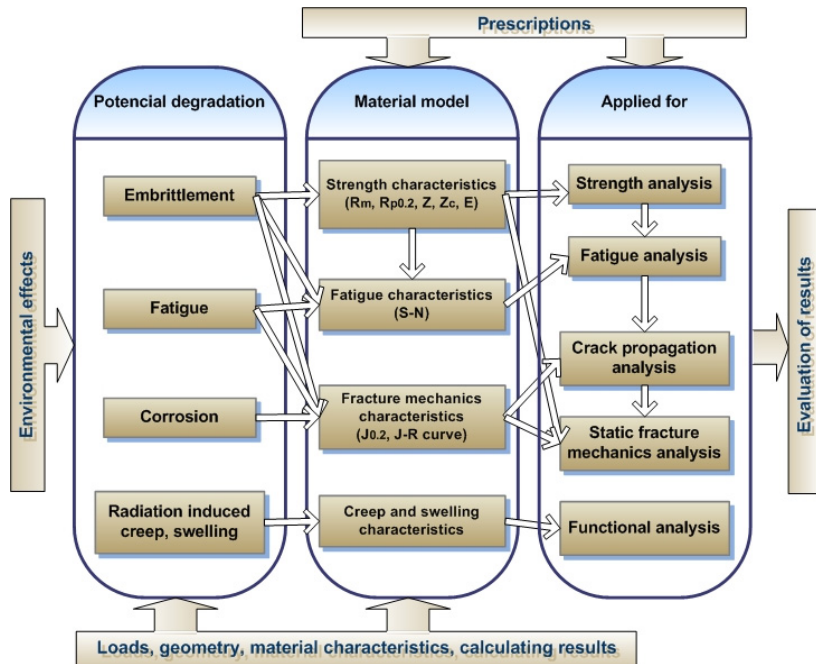 Prescriptions
Potencial degradation
Material model
Applied for
Environmental effects
Embrittlement
Fatigue
Corrosion
Radiation induced
creep, swelling
Strength characteristics
(Rm, Rp0.2, Z, Zc, E)
Fatigue characteristics
(S-N)
Fracture mechanics
characteristics
(J0.2, J-R curve)
Creep and swelling
characteristics
Strength analysis
Fatigue analysis
Crack propagation
analysis
Static fracture
mechanics analysis
Functional analysis
Evaluation of results
Loads, geometry, material characteristics, calculating results